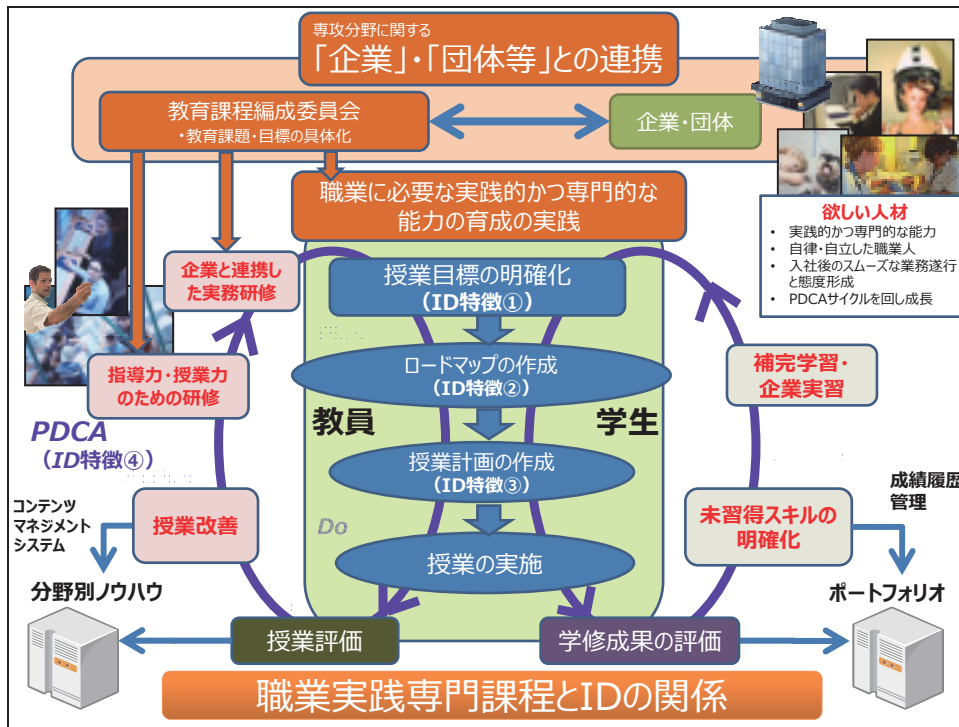 専攻分野に関する
「企業」・「団体等」との連携
教育課程編成委員会
・教育課題・目標の具体化
企業・団体
職業に必要な実践的かつ専門的な
能力の育成の実践
欲しい人材
• 実践的かつ専門的な能力
• 自律・自立した職業人
• 入社後のスムーズな業務遂行
と態度形成
• PDCAサイクルを回し成長
企業と連携し
た実務研修
授業目標の明確化
（ID特徴①）
ロードマップの作成
（ID特徴②）
指導力・授業力
のための研修
補完学習・
企業実習
教員
学生
PDCA
（ID特徴④）
授業計画の作成
（ID特徴③）
コンテンツ
マネジメント
システム
授業改善
Do
未習得スキルの
明確化
成績履歴
管理
授業の実施
分野別ノウハウ
ポートフォリオ
授業評価
学修成果の評価
職業実践専門課程とIDの関係